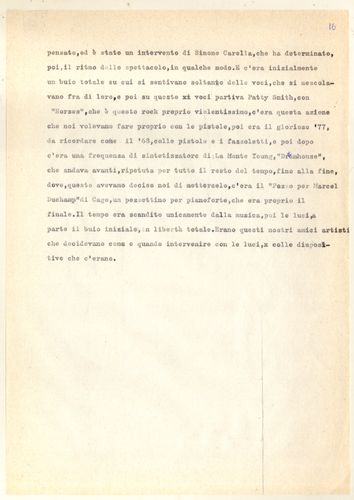 16
pensato,ed è stato un intervento di Simone Carella,che ha determinato,
poi,il ritmo dello spettacolo,in qualche modo.E c'era inizialmente
un buio totale su cui si sentivano soltanto delle voci,che si mescola-
vano fra di loro,e poi su queste xi voci partiva Patty Smith,con
"Horses",che è questo rock proprio violentissimo,c'era questa azione
che noi volevamo fare proprio con le pistole,poi era il glorioso '77,
da ricordare come il '68,colle pistole e i fazzoletti,e poi dopo
c'era una frequenza di sintetizzatore di La Monte Young,"Dreamhouse",
che andava avanti,ripetuta per tutto il resto del tempo,fino alla fine,
dove,questo avevamo deciso noi di mettercelo,c'era il "Pezzo per Marcel
Duchamp"di Cage,un pezzettino per pianoforte,che era proprio il
finale.Il tempo era scandito unicamente dalla musica,poi le luci,a
parte il buio iniziale,in libertà totale.Erano questi nostri amici artisti
che decidevano come e quando intervenire con le luci,x colle disposi-
tive che c'erano.